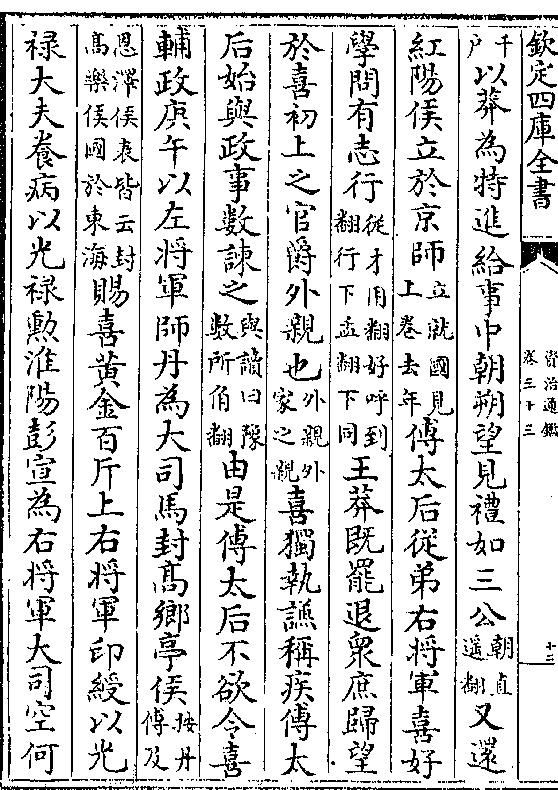 欽定四庫全書
資治通鑑
卷三十三
十二
千户以莽為特進給事中朝朔望見禮如三公朝直遥翻又還
紅陽侯立於京師立就國見上卷去年傅太后從弟右將軍喜好
學問有志行從才用翻好呼到翻行下孟翻下同王莽既罷退衆庶歸望
於喜初上之官爵外親也外親外家之親喜獨執謙稱疾傅太
后始與政事數諫之與讀曰豫數所角翻由是傅太后不欲令喜
輔政庚午以左將軍師丹為大司馬封髙鄉亭侯按丹傅及
恩澤侯表皆云封髙樂侯國於東海賜喜黄金百斤上右將軍印綬以光
禄大夫養病以光禄勲淮陽彭宣為右將軍大司空何